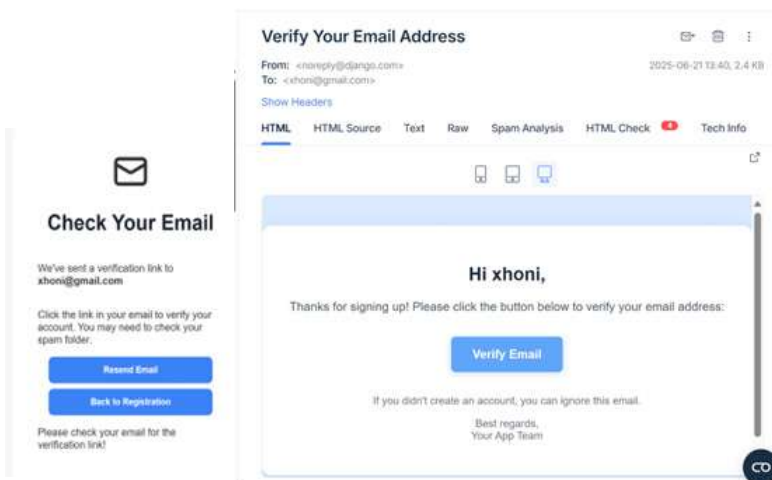 Check Your Email
We've sent a verification link to
xhoni@gmail.com
Click the link in your email to verify your
account. You may need to check your
spam folder.
Resend Email
Back to Registration
Please check your email for the
verification link!
Verify Your Email Address
From: <noreply@django.com>
2025-06-21 13:40, 2.4 KB
To: <xhoni@gmail.com>
Show Headers
HTML HTML Source Text Raw Spam Analysis HTML Check 4 Tech Info
Hi xhoni,
Thanks for signing up! Please click the button below to verify your email address:
Verify Email
If you didn't create an account, you can ignore this email.
Best regards,
Your App Team